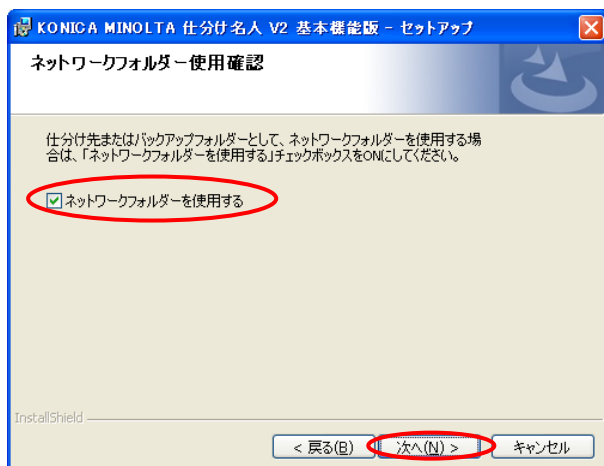 KONICA MINOLTA 仕分け名人 V2 基本機能版 - セットアップ
ネットワークフォルダー使用確認
仕分け先またはバックアップフォルダーとして、ネットワークフォルダーを使用する場
合は、「ネットワークフォルダーを使用する」チェックボックスをONにしてください。
ネットワークフォルダーを使用する
InstallShield
< 戻る(B)
次へ(N) >
キャンセル